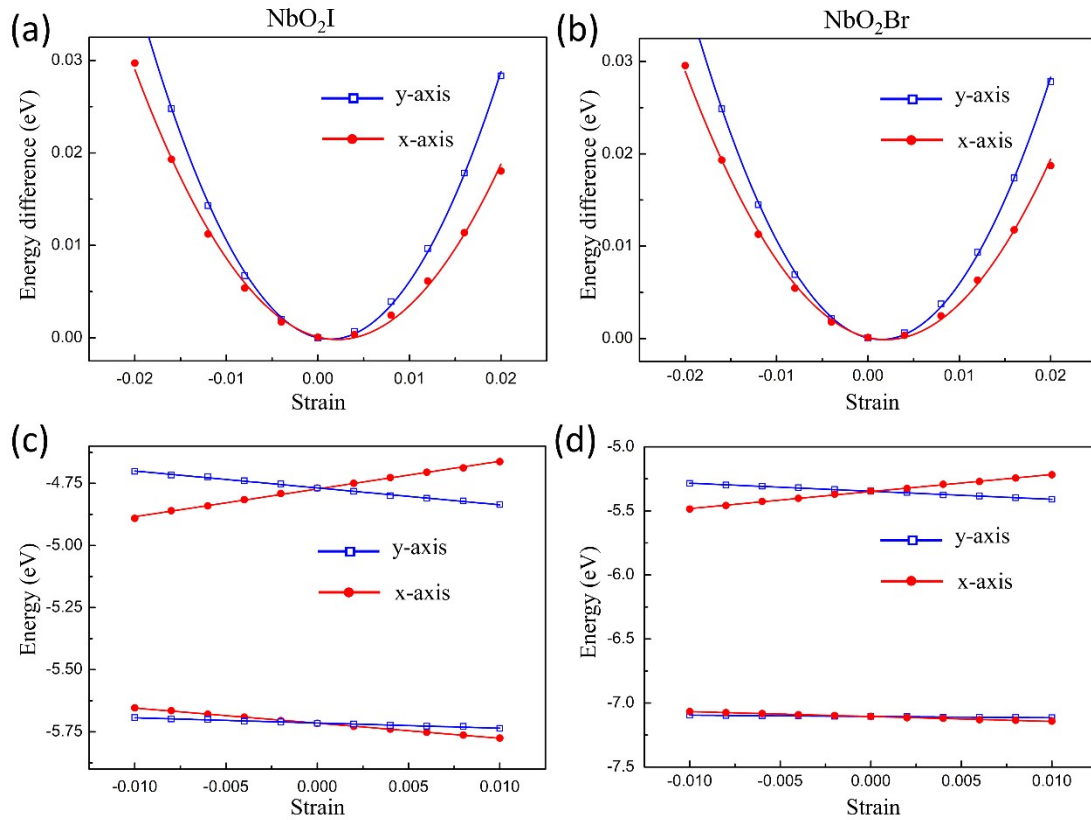 NbO₂I
NbO₂Br
(a)
Energy difference (eV)
0.03
0.02
0.01
0.00
y-axis
x-axis
-0.02 -0.01 0.00 0.01 0.02
Strain
(b)
Energy difference (eV)
0.03
0.02
0.01
0.00
y-axis
x-axis
-0.02 -0.01 0.00 0.01 0.02
Strain
(c)
Energy (eV)
-4.75
-5.00
-5.25
-5.50
-5.75
y-axis
x-axis
-0.010 -0.005 0.000 0.005 0.010
Strain
(d)
Energy (eV)
-5.0
-5.5
-6.0
-6.5
-7.0
-7.5
y-axis
x-axis
-0.010 -0.005 0.000 0.005 0.010
Strain